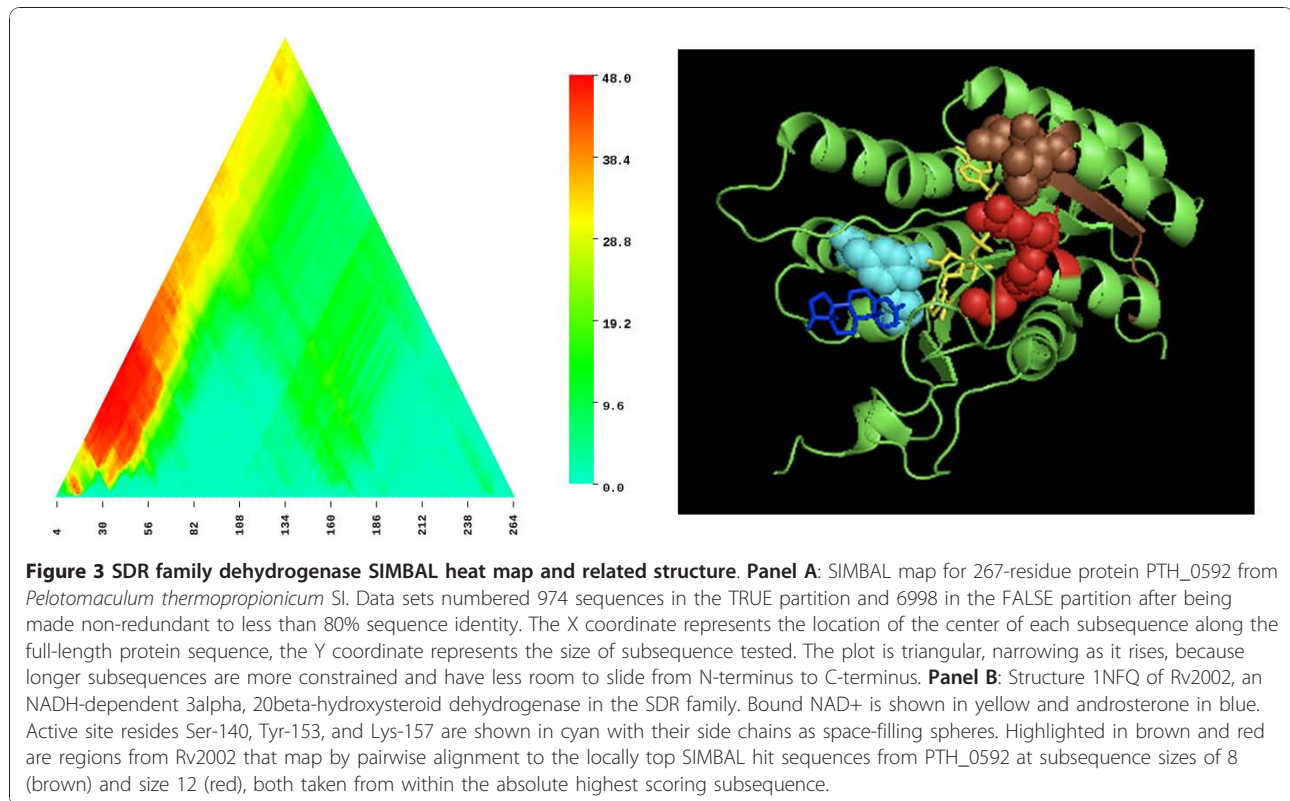 48.0
38.4
28.8
19.2
9.6
0.0
4
30
56
82
108
134
160
186
212
238
264
Figure 3 SDR family dehydrogenase SIMBAL heat map and related structure. Panel A: SIMBAL map for 267-residue protein PTH_0592 from
Pelotomaculum thermopropionicum SI. Data sets numbered 974 sequences in the TRUE partition and 6998 in the FALSE partition after being
made non-redundant to less than 80% sequence identity. The X coordinate represents the location of the center of each subsequence along the
full-length protein sequence, the Y coordinate represents the size of subsequence tested. The plot is triangular, narrowing as it rises, because
longer subsequences are more constrained and have less room to slide from N-terminus to C-terminus. Panel B: Structure 1NFQ of Rv2002, an
NADH-dependent 3alpha, 20beta-hydroxysteroid dehydrogenase in the SDR family. Bound NAD+ is shown in yellow and androsterone in blue.
Active site resides Ser-140, Tyr-153, and Lys-157 are shown in cyan with their side chains as space-filling spheres. Highlighted in brown and red
are regions from Rv2002 that map by pairwise alignment to the locally top SIMBAL hit sequences from PTH_0592 at subsequence sizes of 8
(brown) and size 12 (red), both taken from within the absolute highest scoring subsequence.